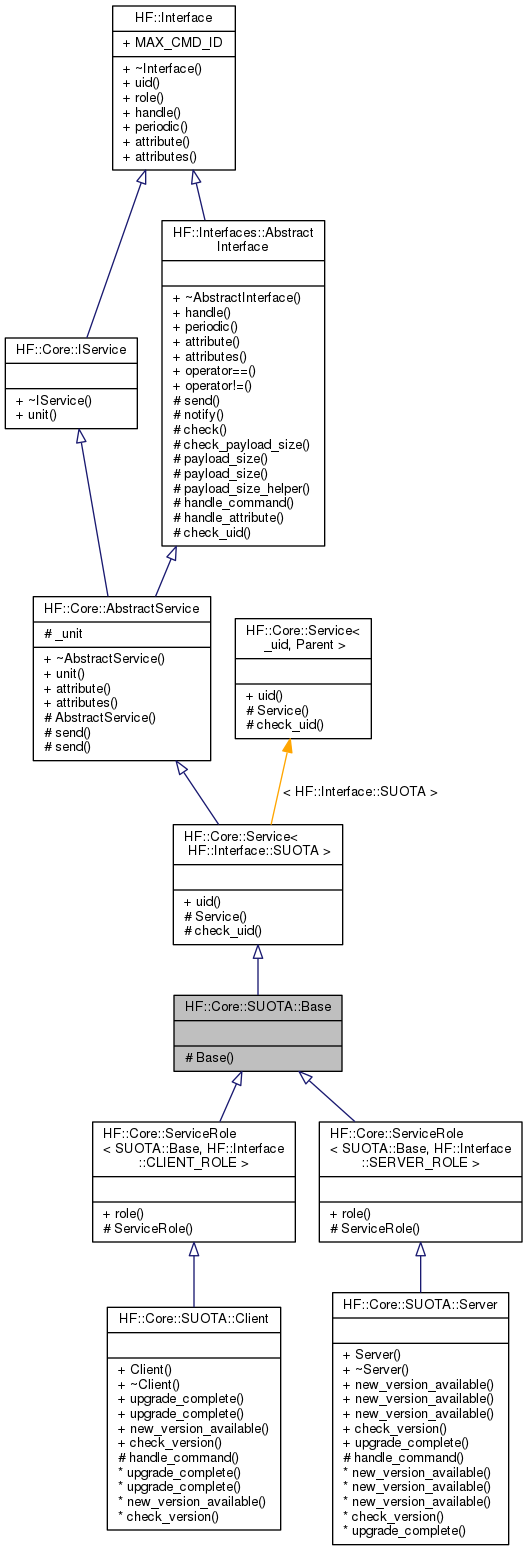 HF::Interface
+ MAX_CMD_ID
+ ~Interface()
+ uid()
+ role()
+ handle()
+ periodic()
+ attribute()
+ attributes()
HF::Interfaces::Abstract
Interface
+ ~AbstractInterface()
+ handle()
+ periodic()
+ attribute()
+ attributes()
+ operator==()
+ operator!=()
# send()
# notify()
# check()
# check_payload_size()
# payload_size()
# payload_size()
# payload_size_helper()
# handle_command()
# handle_attribute()
# check_uid()
HF::Core::IService
+ ~IService()
+ unit()
HF::Core::AbstractService
# _unit
+ ~AbstractService()
+ unit()
+ attribute()
+ attributes()
# AbstractService()
# send()
# send()
HF::Core::Service<
_uid, Parent >
+ uid()
# Service()
# check_uid()
< HF::Interface::SUOTA >
HF::Core::Service<
HF::Interface::SUOTA >
+ uid()
# Service()
# check_uid()
HF::Core::SUOTA::Base
# Base()
HF::Core::ServiceRole
< SUOTA::Base, HF::Interface
::CLIENT_ROLE >
+ role()
# ServiceRole()
HF::Core::ServiceRole
< SUOTA::Base, HF::Interface
::SERVER_ROLE >
+ role()
# ServiceRole()
HF::Core::SUOTA::Client
+ Client()
+ ~Client()
+ upgrade_complete()
+ upgrade_complete()
+ new_version_available()
+ check_version()
# handle_command()
* upgrade_complete()
* upgrade_complete()
* new_version_available()
* check_version()
HF::Core::SUOTA::Server
+ Server()
+ ~Server()
+ new_version_available()
+ new_version_available()
+ new_version_available()
+ check_version()
+ upgrade_complete()
# handle_command()
* new_version_available()
* new_version_available()
* new_version_available()
* check_version()
* upgrade_complete()